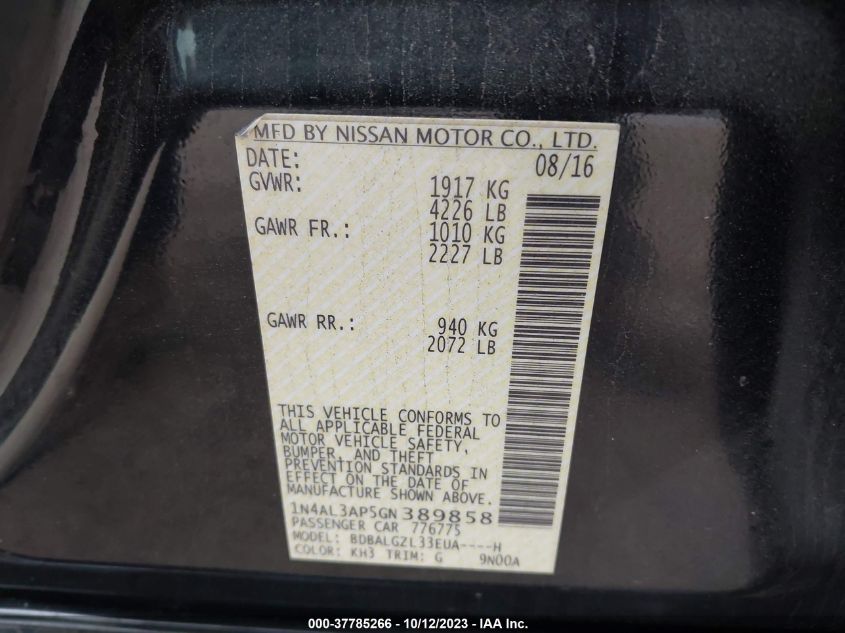 MFD BY NISSAN MOTOR CO., LTD.
DATE: 08/16
GVWR: 1917 KG
4226 LB
GAWR FR.: 1010 KG
2227 LB
GAWR RR.: 940 KG
2072 LB
THIS VEHICLE CONFORMS TO
ALL APPLICABLE FEDERAL
MOTOR VEHICLE SAFETY,
BUMPER, AND THEFT
PREVENTION STANDARDS IN
EFFECT ON THE DATE OF
MANUFACTURE SHOWN ABOVE.
1N4AL3AP5GN389858
PASSENGER CAR 776775
MODEL: BDBALGZL33EUA----H
COLOR: KH3 TRIM: G 9N00A
000-37785266 - 10/12/2023 - IAA Inc.